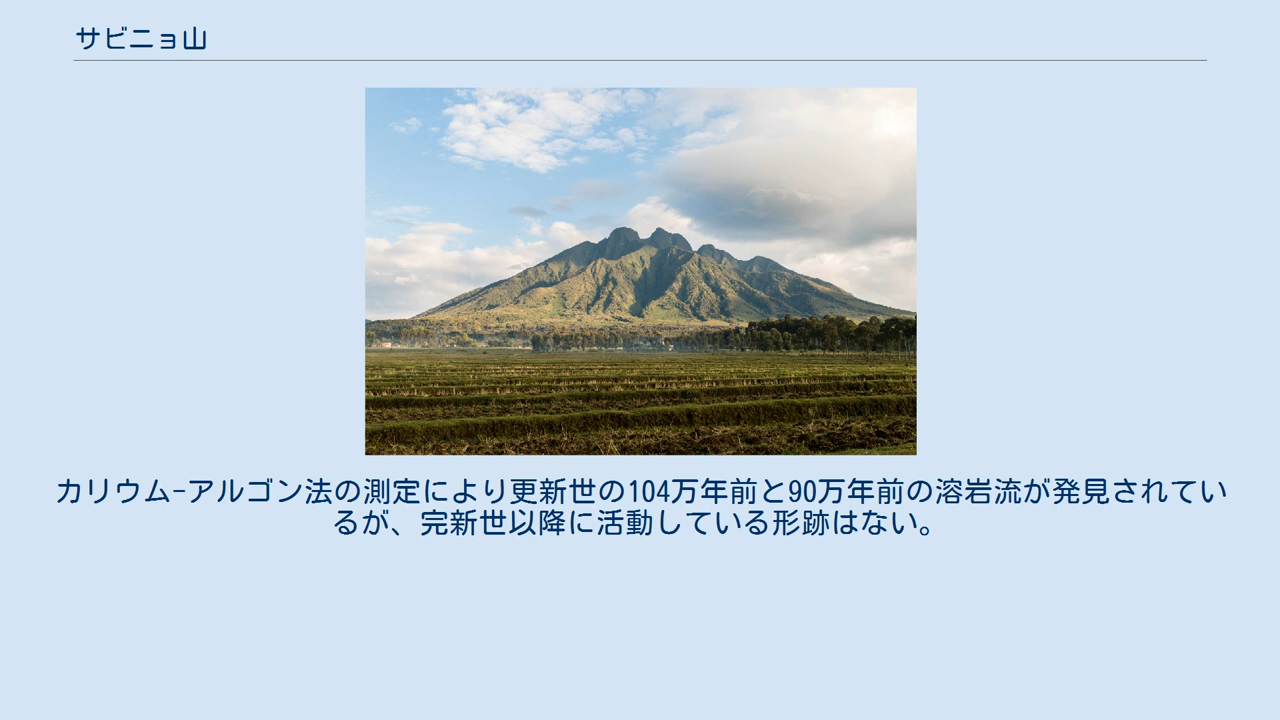 サビニョ山
カリウム-アルゴン法の測定により更新世の104万年前と90万年前の溶岩流が発見されてい
るが、完新世以降に活動している形跡はない。